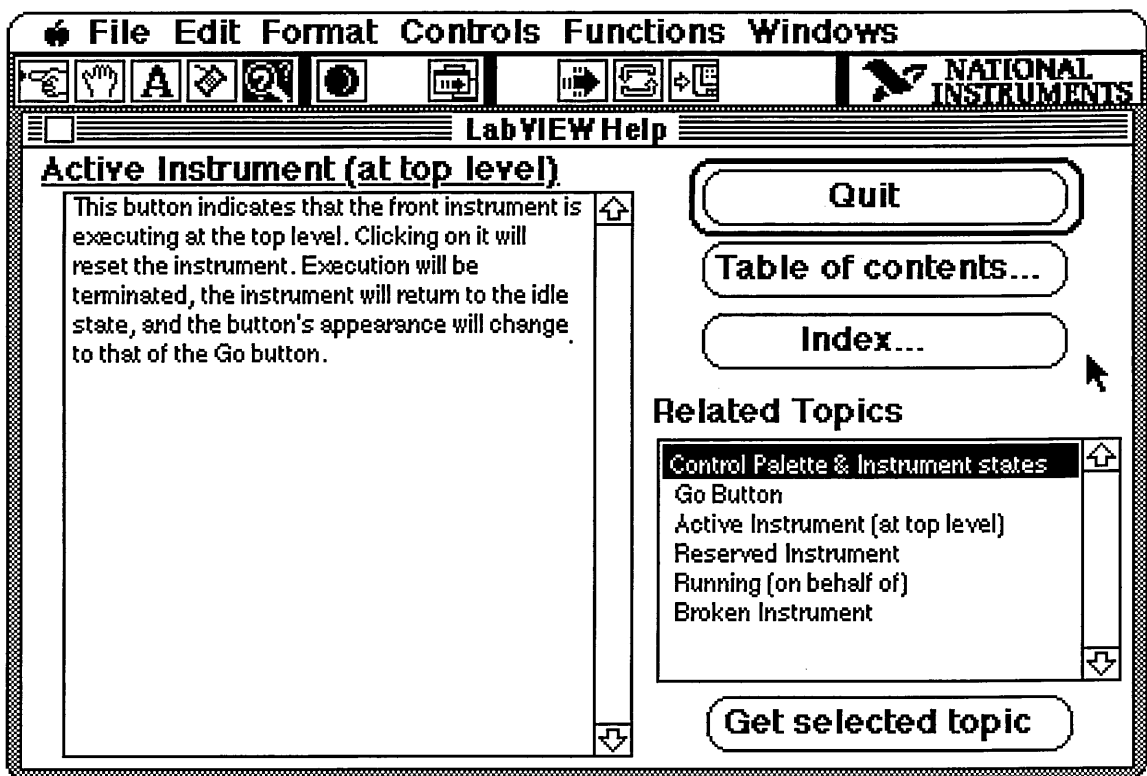 File Edit Format Controls Functions Windows
A
NATIONAL
INSTRUMENTS
LabVIEW Help
Active Instrument (at top level)
This button indicates that the front instrument is
executing at the top level. Clicking on it will
reset the instrument. Execution will be
terminated, the instrument will return to the idle
state, and the button's appearance will change
to that of the Go button.
Quit
Table of contents...
Index...
Related Topics
Control Palette & Instrument states
Go Button
Active Instrument (at top level)
Reserved Instrument
Running (on behalf of)
Broken Instrument
Get selected topic